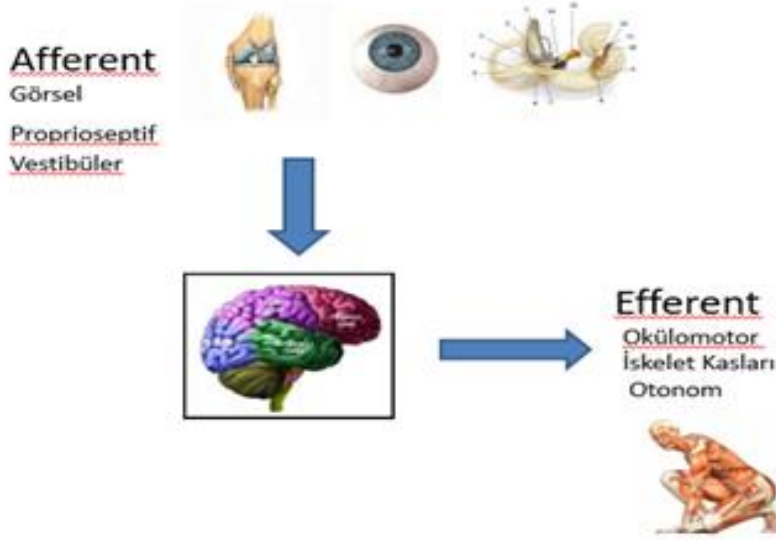 Afferent
Görsel
Proprioseptif
Vestibüler
Efferent
Okülomotor
İskelet Kasları
Otonom